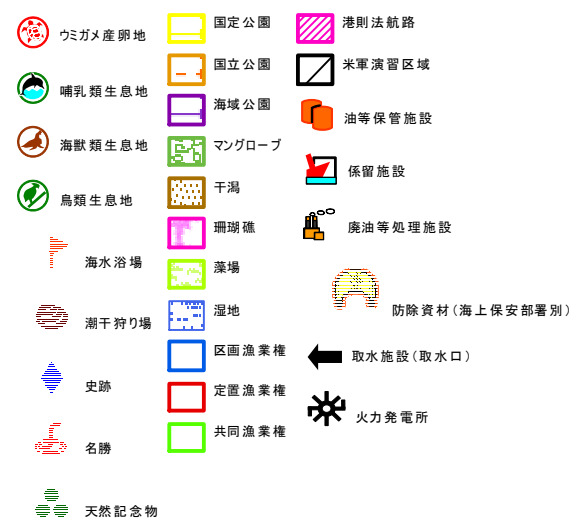 ウミガメ産卵地
哺乳類生息地
海獣類生息地
鳥類生息地
海水浴場
潮干狩り場
史跡
名勝
天然記念物
国定公園
国立公園
海域公園
マングローブ
干潟
珊瑚礁
藻場
湿地
区画漁業権
定置漁業権
共同漁業権
港則法航路
米軍演習区域
油等保管施設
係留施設
廃油等処理施設
防除資材(海上保安部署別)
取水施設(取水口)
火力発電所